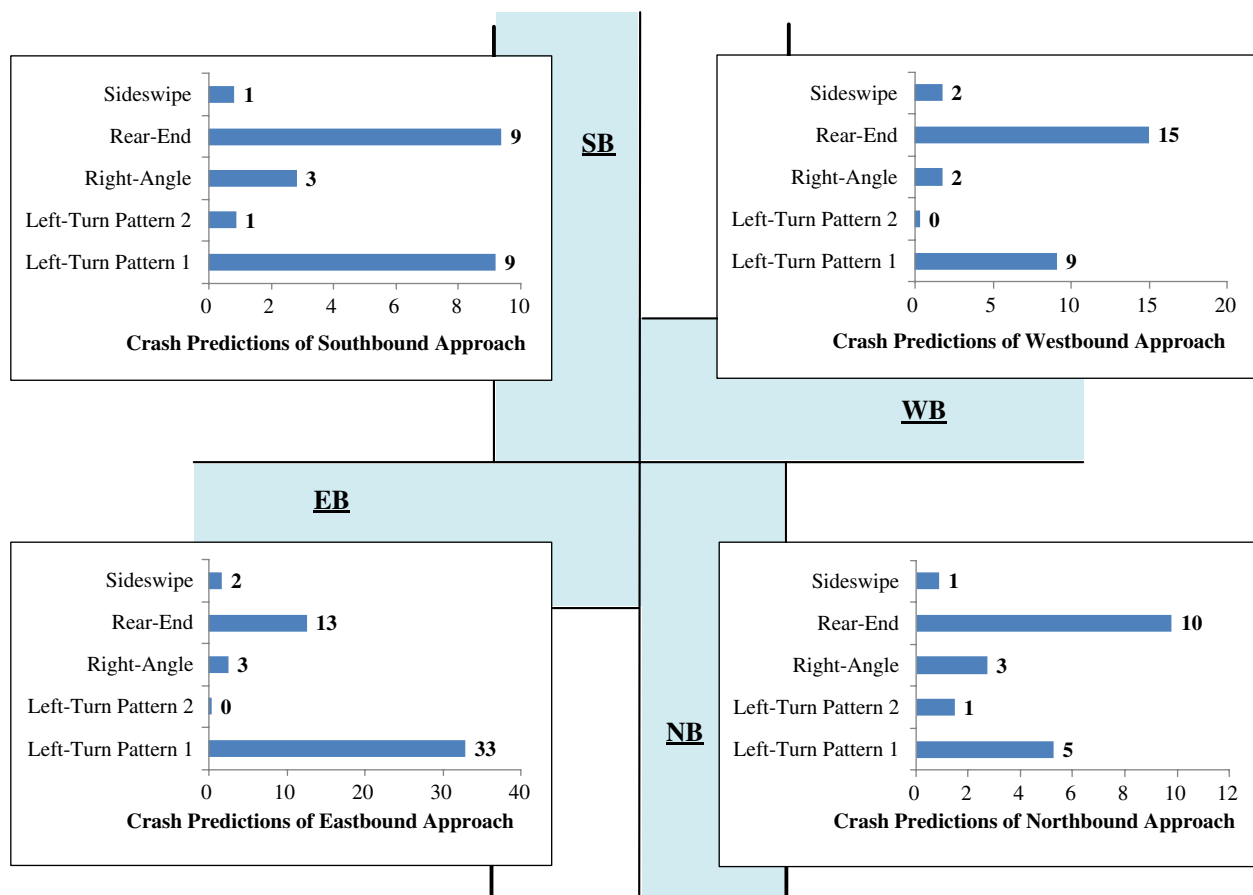 Sideswipe 1
Rear-End 9
Right-Angle 3
Left-Turn Pattern 2 1
Left-Turn Pattern 1 9
0 2 4 6 8 10
Crash Predictions of Southbound Approach
SB
Sideswipe 2
Rear-End 15
Right-Angle 2
Left-Turn Pattern 2 0
Left-Turn Pattern 1 9
0 5 10 15 20
Crash Predictions of Westbound Approach
WB
EB
Sideswipe 2
Rear-End 13
Right-Angle 3
Left-Turn Pattern 2 0
Left-Turn Pattern 1 33
0 10 20 30 40
Crash Predictions of Eastbound Approach
NB
Sideswipe 1
Rear-End 10
Right-Angle 3
Left-Turn Pattern 2 1
Left-Turn Pattern 1 5
0 2 4 6 8 10 12
Crash Predictions of Northbound Approach